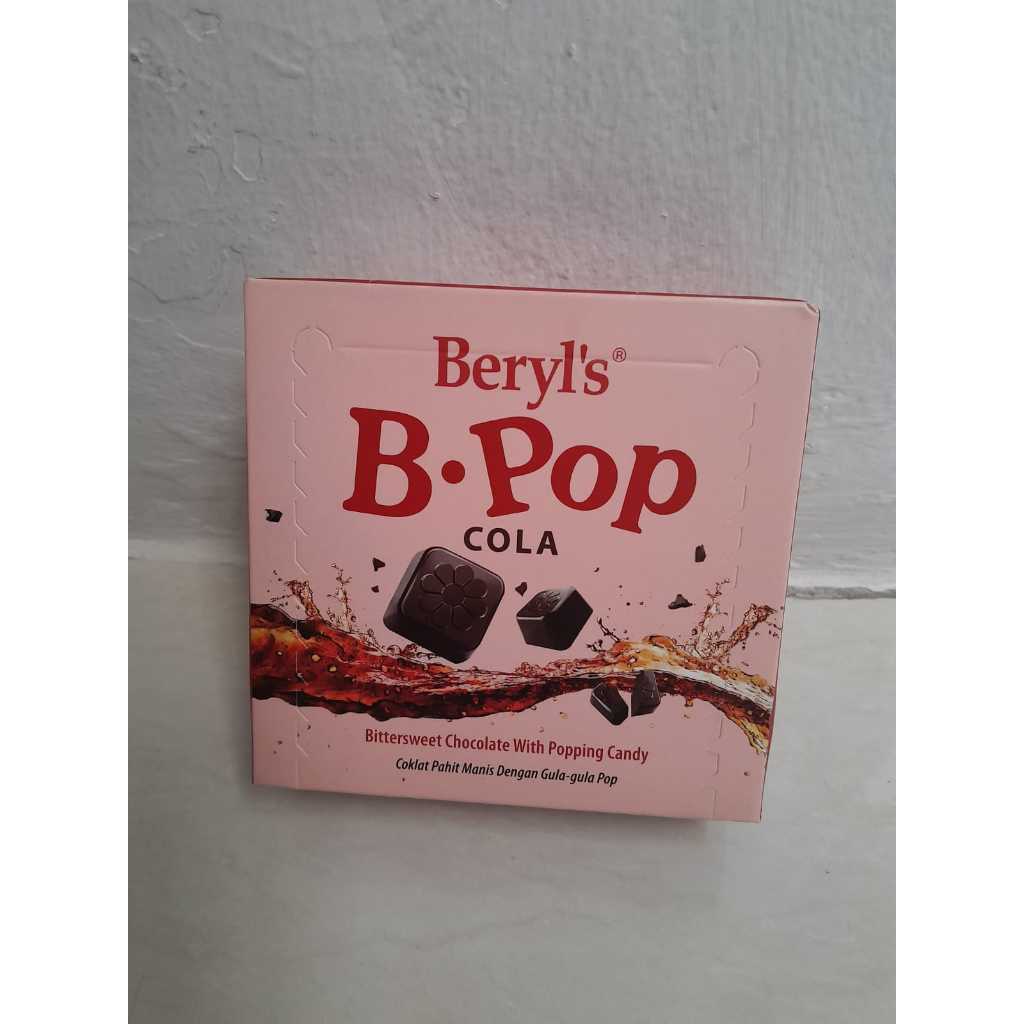 Beryl's®
B·Pop
COLA
Bittersweet Chocolate With Popping Candy
Coklat Pahit Manis Dengan Gula-gula Pop